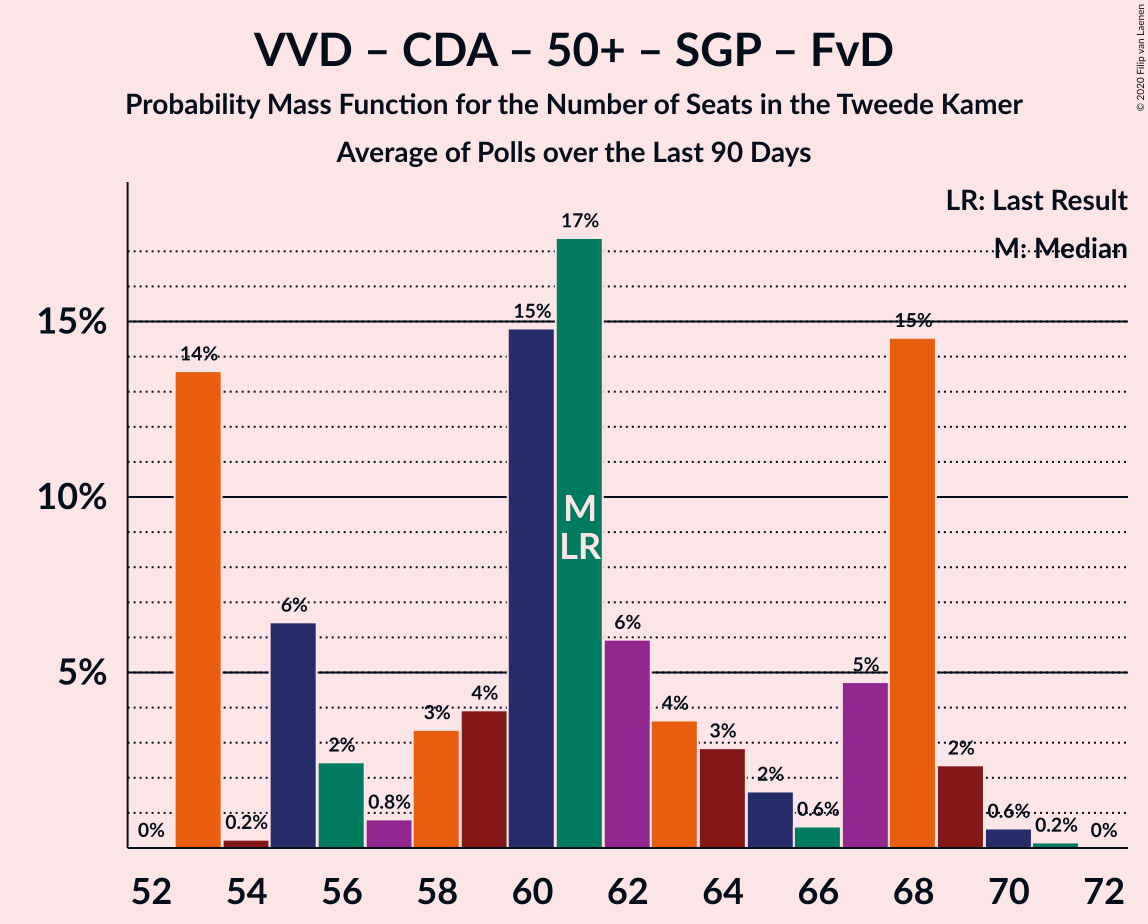 VVD – CDA – 50+ – SGP – FvD
Probability Mass Function for the Number of Seats in the Tweede Kamer
Average of Polls over the Last 90 Days
© 2020 Filip van Laenen
LR: Last Result
M: Median
15%
10%
5%
0%
14%
0.2%
6%
2%
0.8%
3%
4%
15%
17%
6%
4%
3%
2%
0.6%
5%
15%
2%
0.6%
0.2%
0%
M
LR
52 54 56 58 60 62 64 66 68 70 72